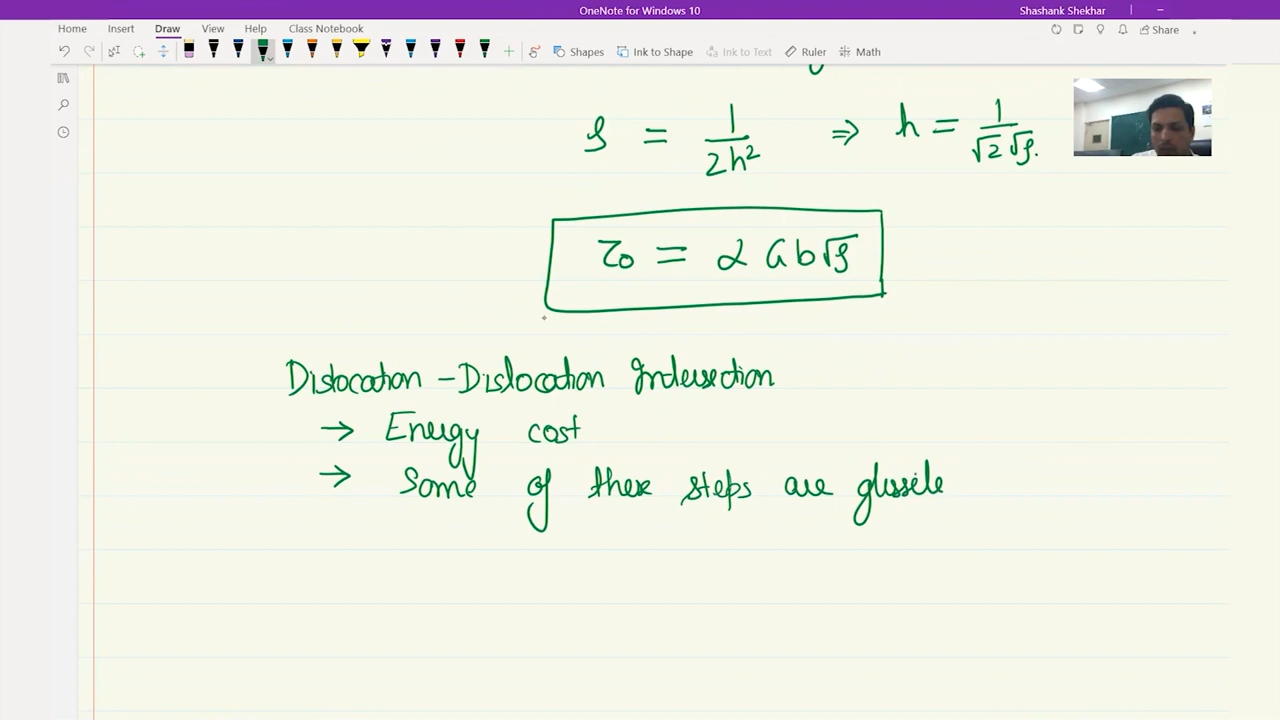 OneNote for Windows 10
Shashank Shekhar
Home Insert Draw View Help Class Notebook
Share
Shapes Ink to Shape Ink to Text Ruler Math
ρ = 1/2h² ⇒ h = 1/√2 √ρ.
τ₀ = α G b √ρ
Dislocation - Dislocation Intersection
→ Energy cost
→ Some of these steps are glissile